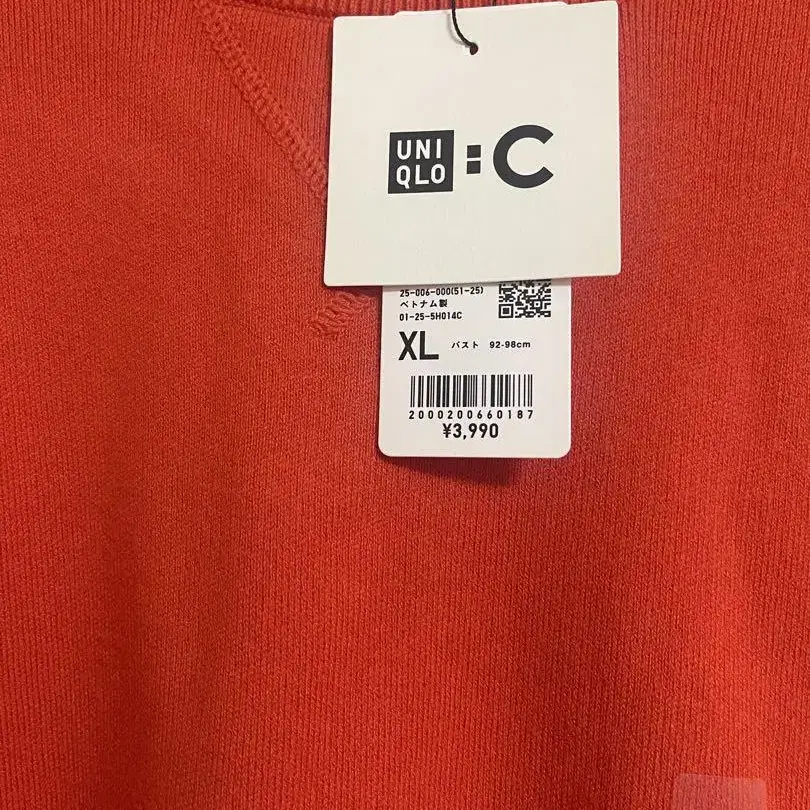 UNI
QLO : C
25-006-000(51-25)
ベトナム製
01-25-5H014C
XL バスト 92-98cm
2000200660187
¥3,990